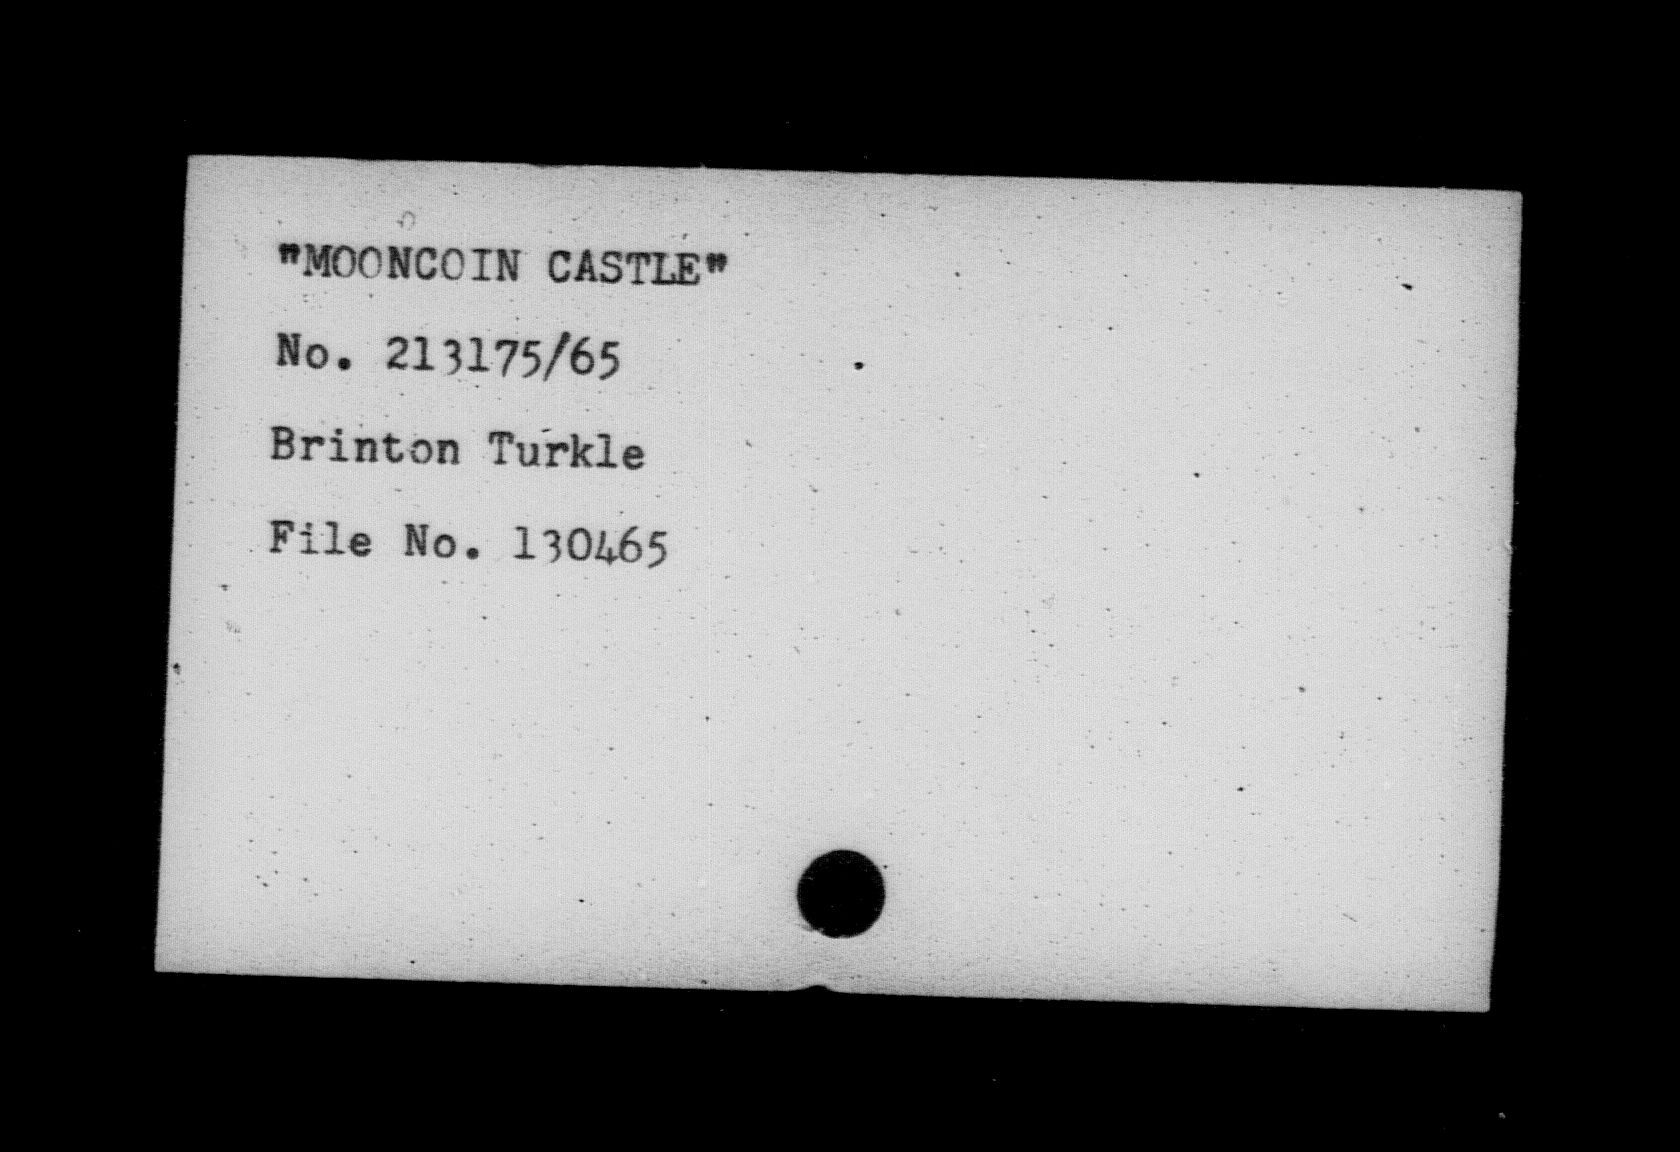 "MOONCOIN CASTLE"
No. 213175/65
Brinton Turkle
File No. 130465